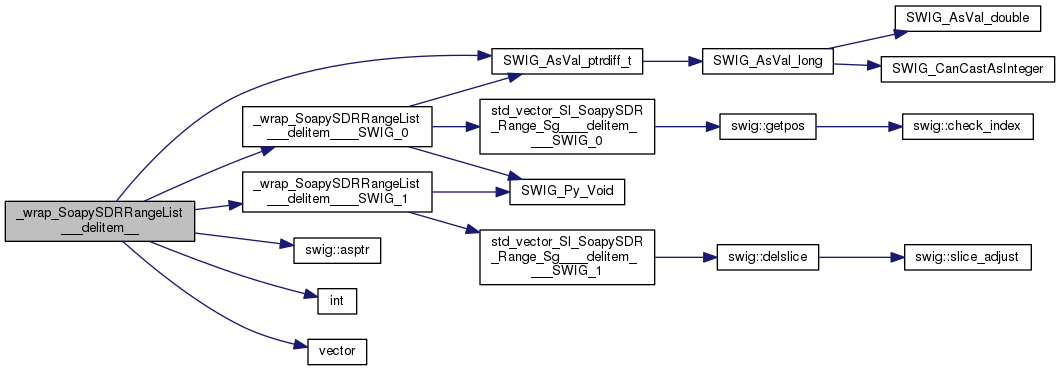 _wrap_SoapySDRRangeList
___delitem__
_wrap_SoapySDRRangeList
___delitem____SWIG_0
_wrap_SoapySDRRangeList
___delitem____SWIG_1
swig::asptr
int
vector
SWIG_AsVal_ptrdiff_t
std_vector_Sl_SoapySDR
_Range_Sg____delitem_
___SWIG_0
SWIG_Py_Void
std_vector_Sl_SoapySDR
_Range_Sg____delitem_
___SWIG_1
SWIG_AsVal_long
swig::getpos
swig::delslice
SWIG_AsVal_double
SWIG_CanCastAsInteger
swig::check_index
swig::slice_adjust